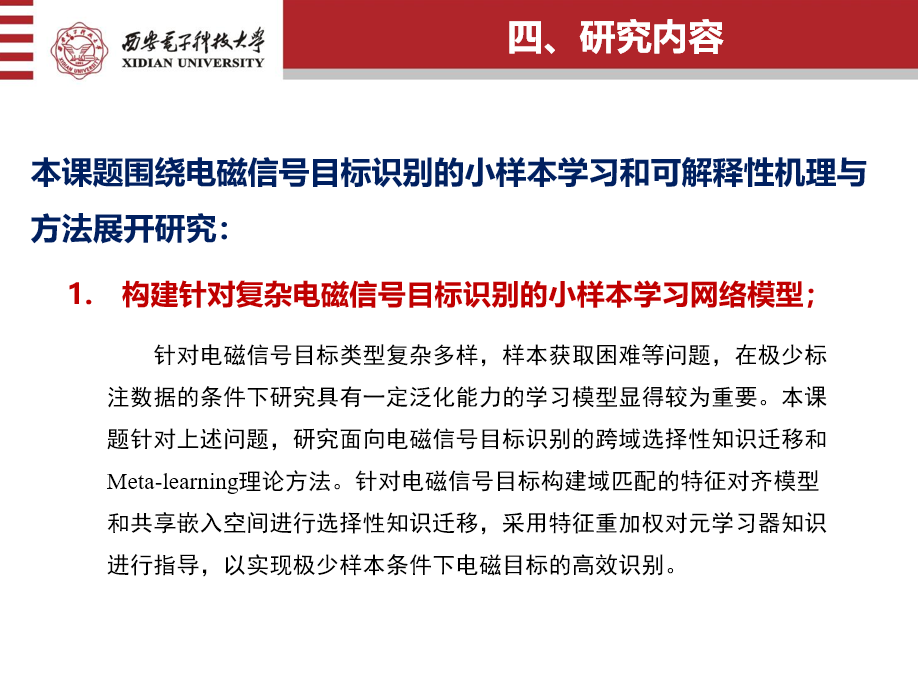 西安电子科技大学
XIDIAN UNIVERSITY
四、研究内容
本课题围绕电磁信号目标识别的小样本学习和可解释性机理与
方法展开研究：
1. 构建针对复杂电磁信号目标识别的小样本学习网络模型；
针对电磁信号目标类型复杂多样，样本获取困难等问题，在极少标
注数据的条件下研究具有一定泛化能力的学习模型显得较为重要。本课
题针对上述问题，研究面向电磁信号目标识别的跨域选择性知识迁移和
Meta-learning理论方法。针对电磁信号目标构建域匹配的特征对齐模型
和共享嵌入空间进行选择性知识迁移，采用特征重加权对元学习器知识
进行指导，以实现极少样本条件下电磁目标的高效识别。